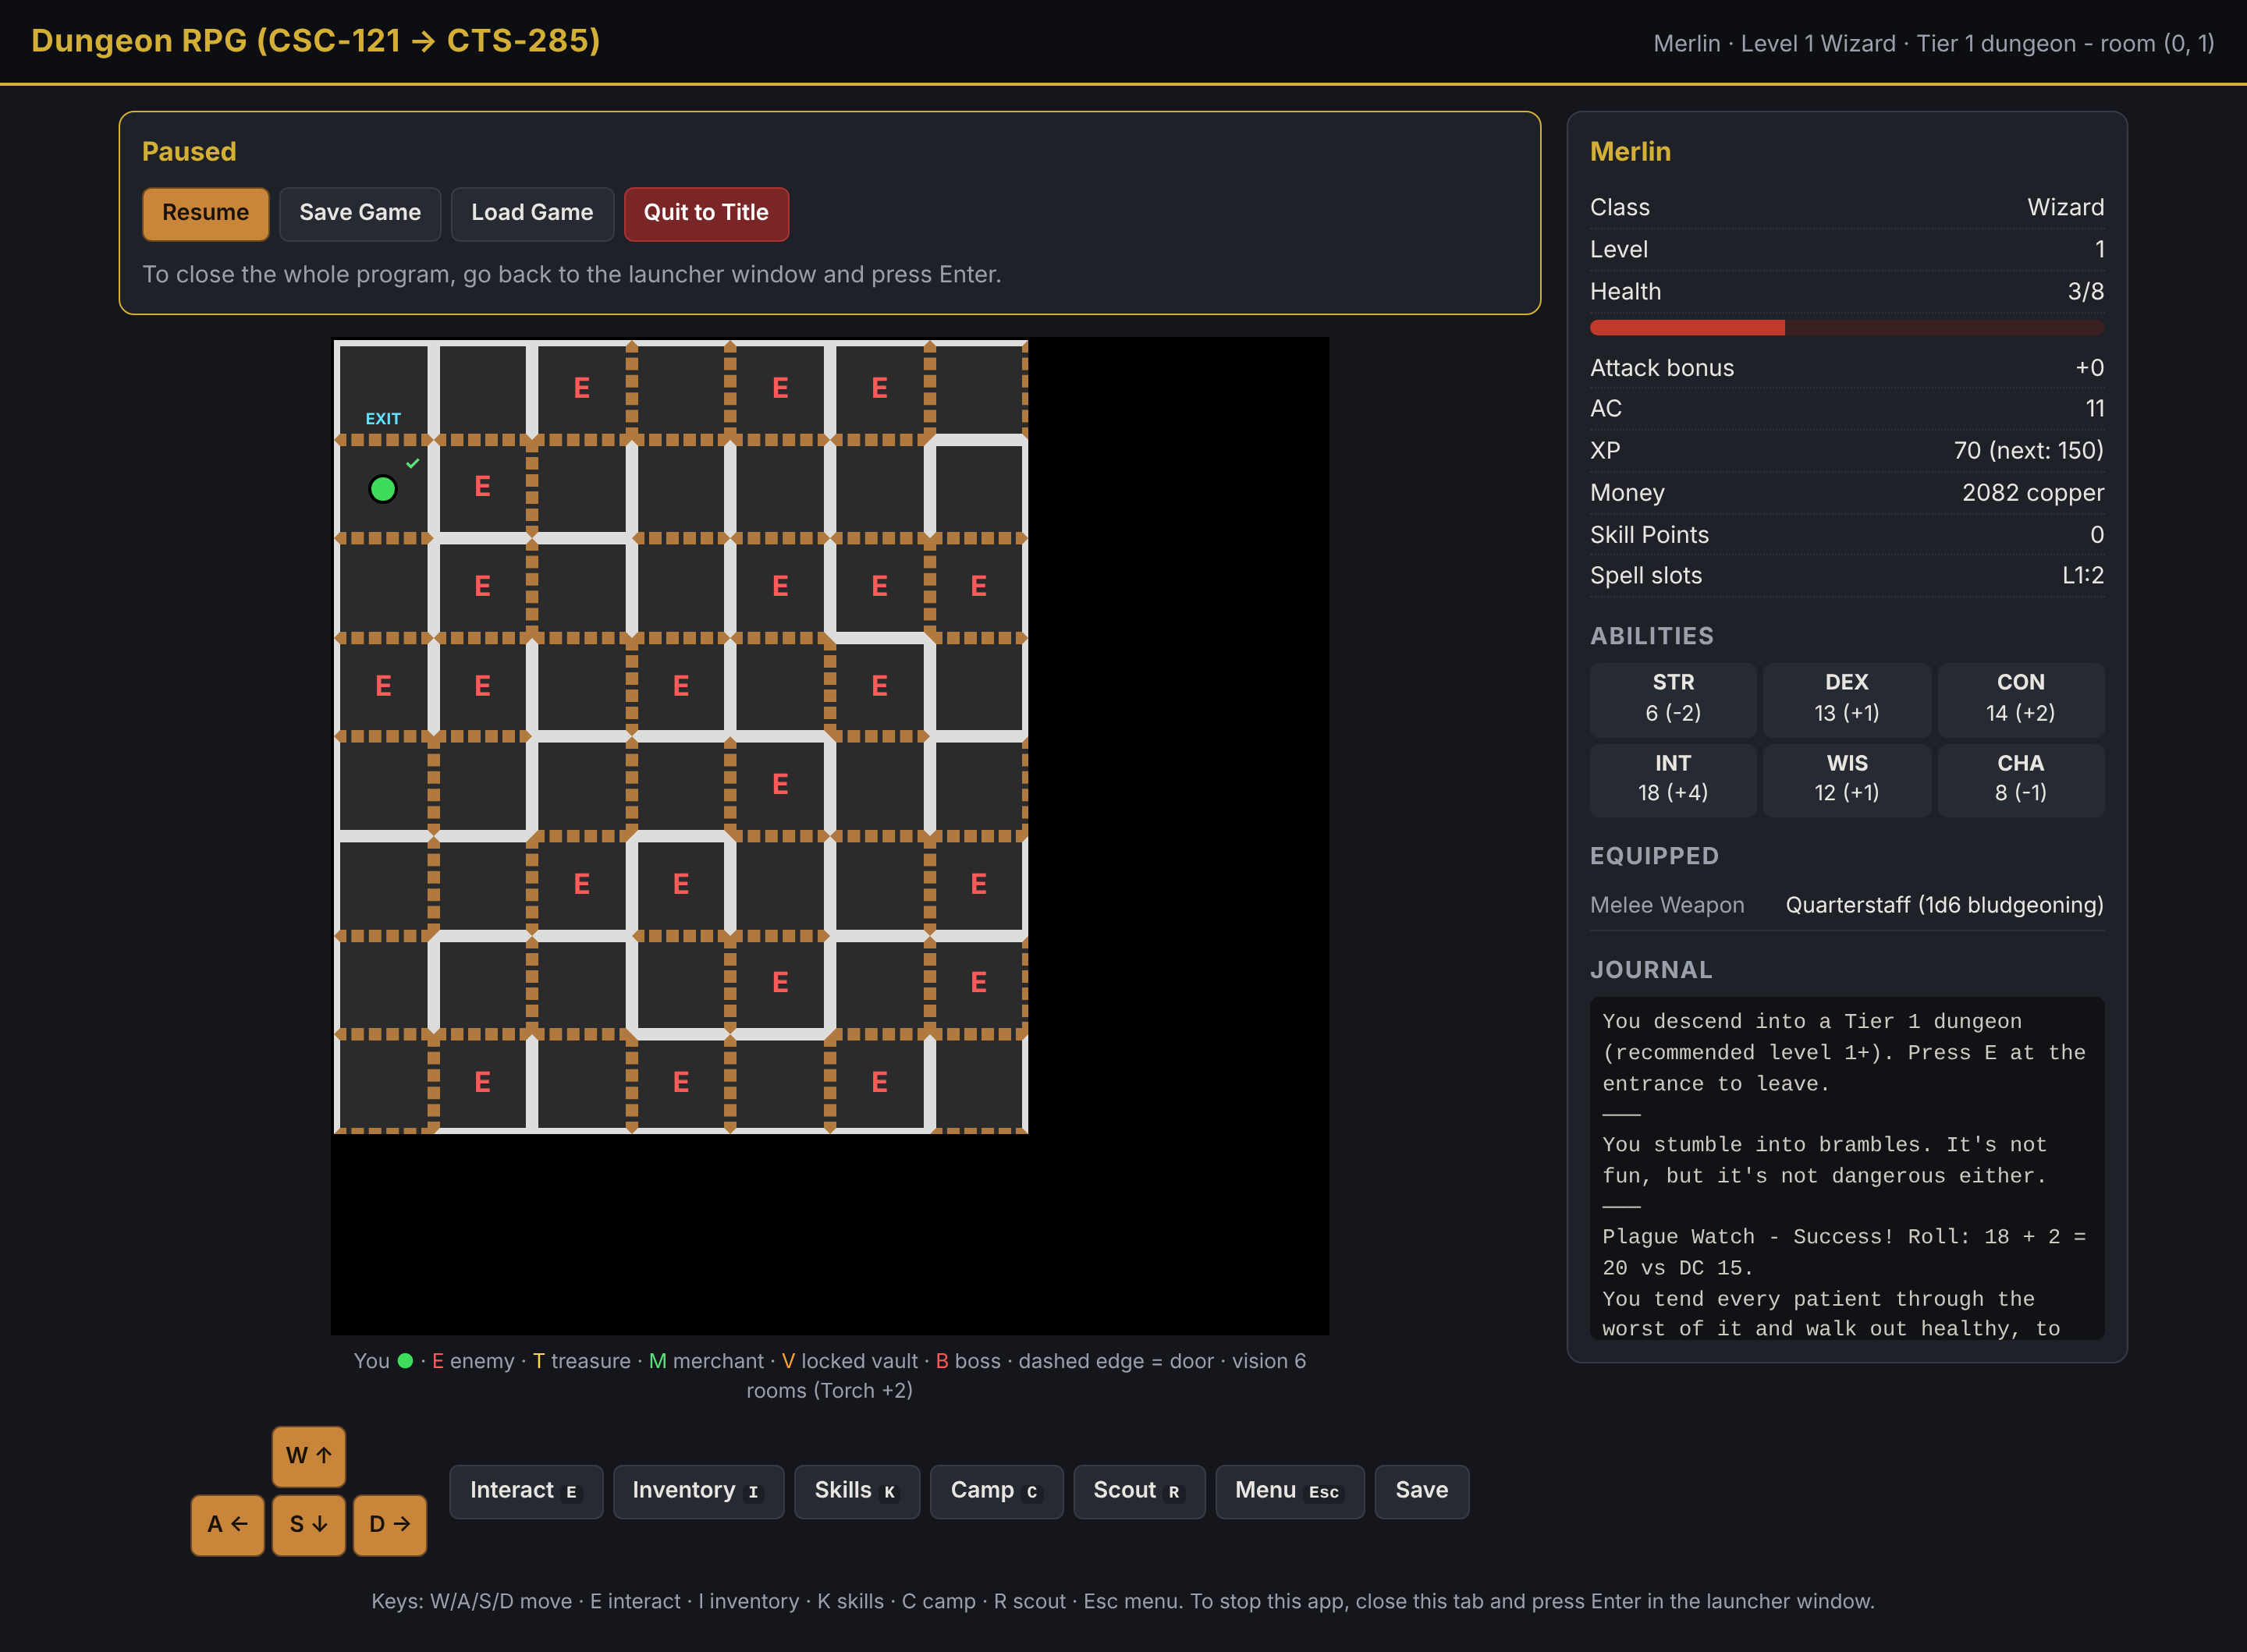 Dungeon RPG (CSC-121 → CTS-285)
Merlin · Level 1 Wizard · Tier 1 dungeon - room (0, 1)
Paused
Resume
Save Game
Load Game
Quit to Title
To close the whole program, go back to the launcher window and press Enter.
E E E
EXIT
✓
E
E E E E
E E E E
E
E E E
E E
E E E
You · E enemy · T treasure · M merchant · V locked vault · B boss · dashed edge = door · vision 6
rooms (Torch +2)
W ↑
A ← S ↓ D →
Interact E
Inventory I
Skills K
Camp C
Scout R
Menu Esc
Save
Merlin
Class Wizard
Level 1
Health 3/8
Attack bonus +0
AC 11
XP 70 (next: 150)
Money 2082 copper
Skill Points 0
Spell slots L1:2
ABILITIES
STR DEX CON
6 (-2) 13 (+1) 14 (+2)
INT WIS CHA
18 (+4) 12 (+1) 8 (-1)
EQUIPPED
Melee Weapon Quarterstaff (1d6 bludgeoning)
JOURNAL
You descend into a Tier 1 dungeon
(recommended level 1+). Press E at the
entrance to leave.
———
You stumble into brambles. It's not
fun, but it's not dangerous either.
———
Plague Watch - Success! Roll: 18 + 2 =
20 vs DC 15.
You tend every patient through the
worst of it and walk out healthy, to
Keys: W/A/S/D move · E interact · I inventory · K skills · C camp · R scout · Esc menu. To stop this app, close this tab and press Enter in the launcher window.